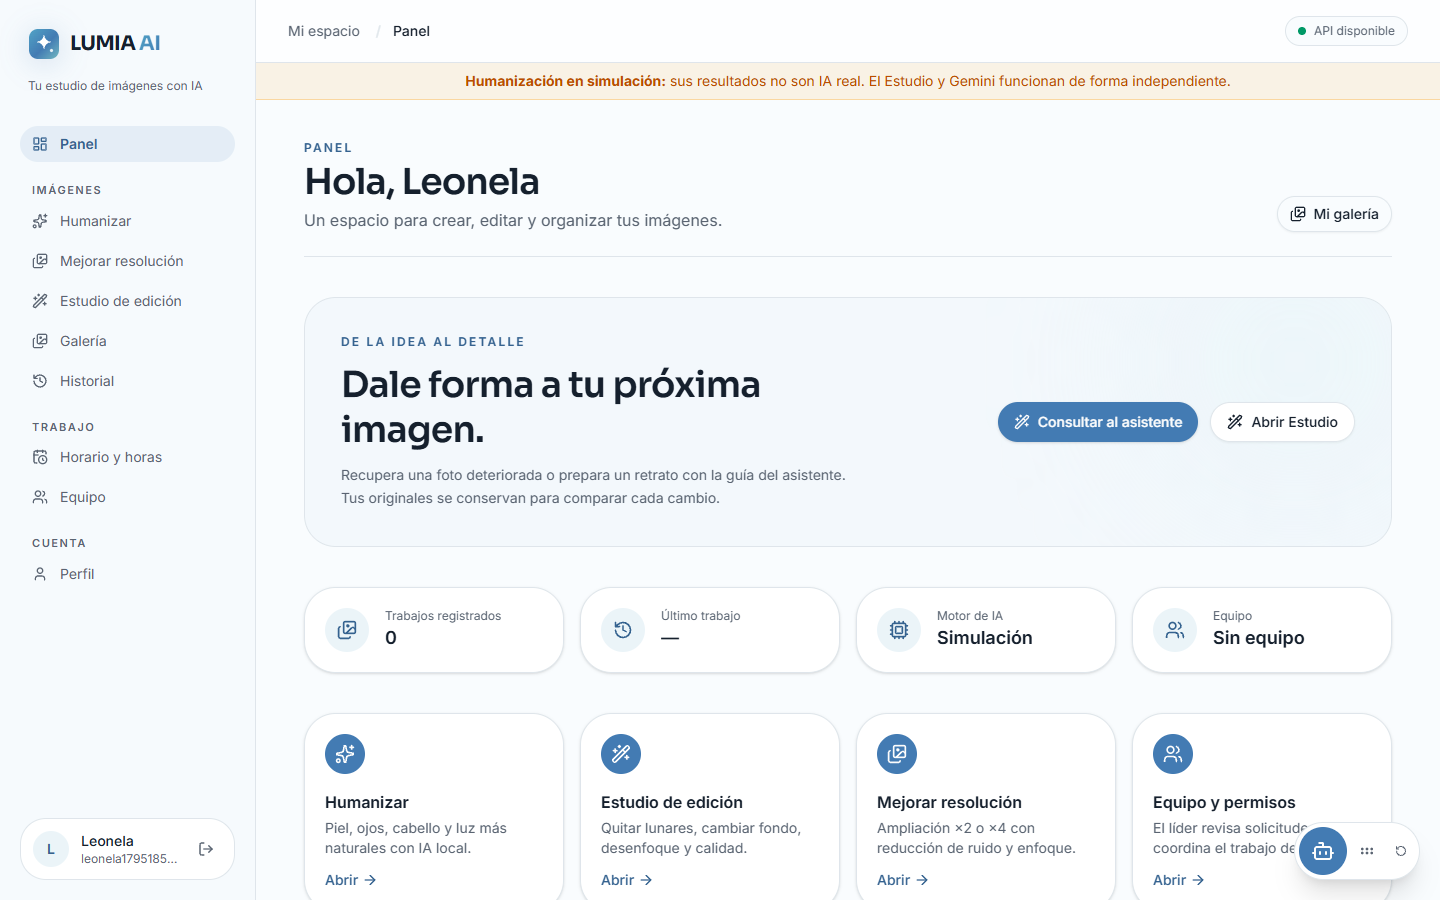 LUMIA AI
Tu estudio de imágenes con IA
Panel
IMÁGENES
Humanizar
Mejorar resolución
Estudio de edición
Galería
Historial
TRABAJO
Horario y horas
Equipo
CUENTA
Perfil
L
Leonela
leonela1795185...
Mi espacio / Panel
API disponible
Humanización en simulación: sus resultados no son IA real. El Estudio y Gemini funcionan de forma independiente.
PANEL
Hola, Leonela
Un espacio para crear, editar y organizar tus imágenes.
Mi galería
DE LA IDEA AL DETALLE
Dale forma a tu próxima
imagen.
Recupera una foto deteriorada o prepara un retrato con la guía del asistente.
Tus originales se conservan para comparar cada cambio.
Consultar al asistente
Abrir Estudio
Trabajos registrados
0
Último trabajo
—
Motor de IA
Simulación
Equipo
Sin equipo
Humanizar
Piel, ojos, cabello y luz más
naturales con IA local.
Abrir →
Estudio de edición
Quitar lunares, cambiar fondo,
desenfoque y calidad.
Abrir →
Mejorar resolución
Ampliación ×2 o ×4 con
reducción de ruido y enfoque.
Abrir →
Equipo y permisos
El líder revisa
coordina el trabajo
Abrir →